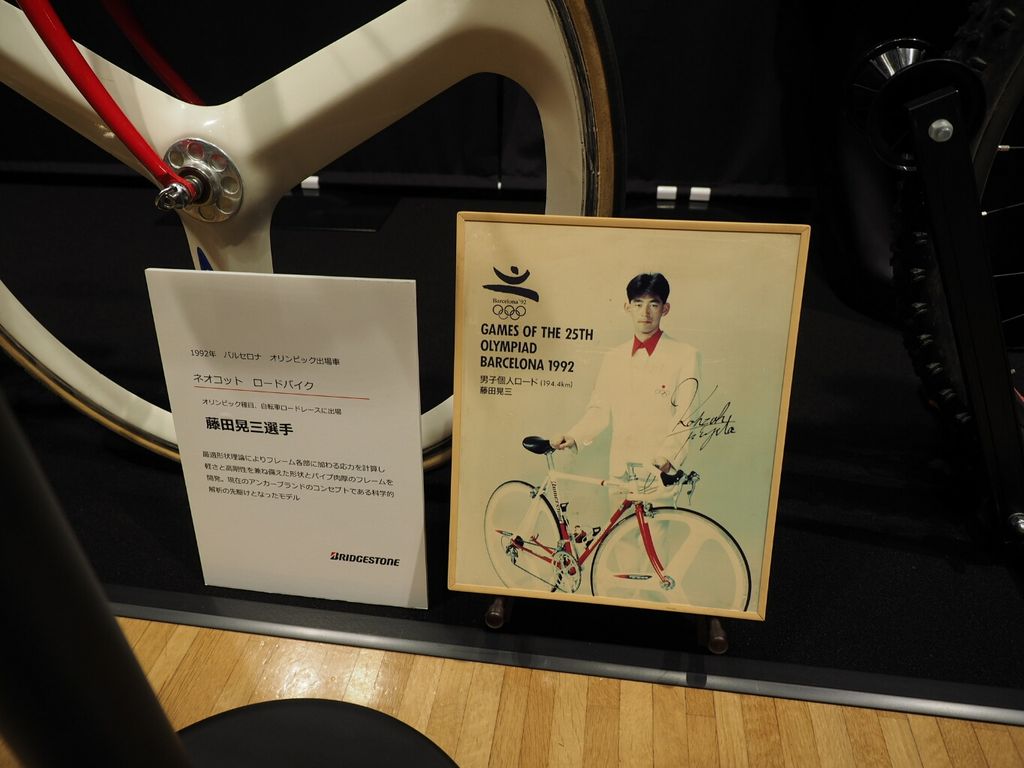 1992年 バルセロナ オリンピック出場車
ネオコット ロードバイク
オリンピック種目、自転車ロードレースに出場
藤田晃三選手
最適形状理論によりフレーム各部に加わる応力を計算し
軽さと高剛性を兼ね備えた形状とパイプ肉厚のフレームを
開発。現在のアンカーブランドのコンセプトである科学的
解析の先駆けとなったモデル
BRIDGESTONE
Barcelona'92
GAMES OF THE 25TH
OLYMPIAD
BARCELONA 1992
男子個人ロード (194.4km)
藤田晃三